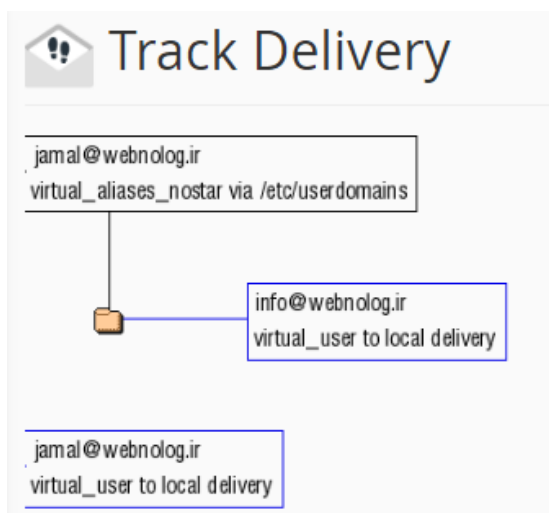 Track Delivery
jamal@webnolog.ir
virtual_aliases_nostar via /etc/userdomains
info@webnolog.ir
virtual_user to local delivery
jamal@webnolog.ir
virtual_user to local delivery